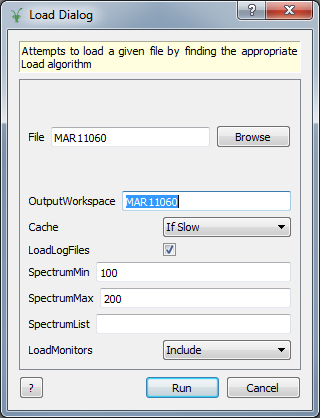 Load Dialog
Attempts to load a given file by finding the appropriate
Load algorithm
File MAR11060 Browse
OutputWorkspace MAR11060
Cache If Slow
LoadLogFiles
SpectrumMin 100
SpectrumMax 200
SpectrumList
LoadMonitors Include
? Run Cancel